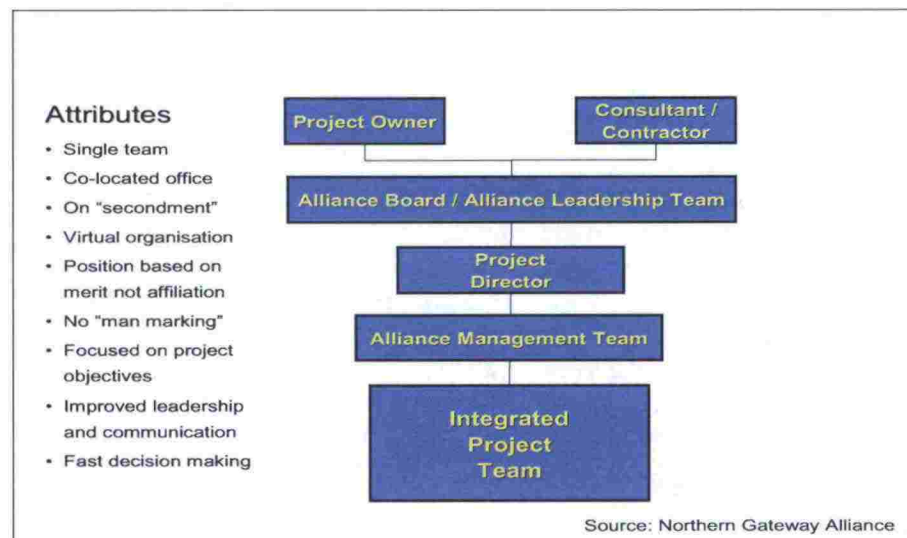 Attributes
• Single team
• Co-located office
• On "secondment"
• Virtual organisation
• Position based on
merit not affiliation
• No "man marking"
• Focused on project
objectives
• Improved leadership
and communication
• Fast decision making
Project Owner
Consultant /
Contractor
Alliance Board / Alliance Leadership Team
Project
Director
Alliance Management Team
Integrated
Project
Team
Source: Northern Gateway Alliance